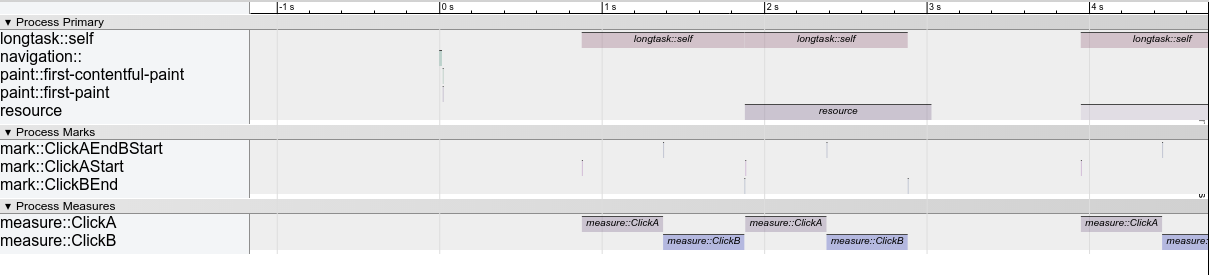 -1 s 0 s 1 s 2 s 3 s 4 s
▼ Process Primary
longtask::self longtask::self longtask::self longtask::self
navigation::
paint::first-contentful-paint
paint::first-paint
resource resource
▼ Process Marks
mark::ClickAEndBStart
mark::ClickAStart
mark::ClickBEnd
▼ Process Measures
measure::ClickA measure::ClickA measure::ClickA measure::ClickA
measure::ClickB measure::ClickB measure::ClickB measure: